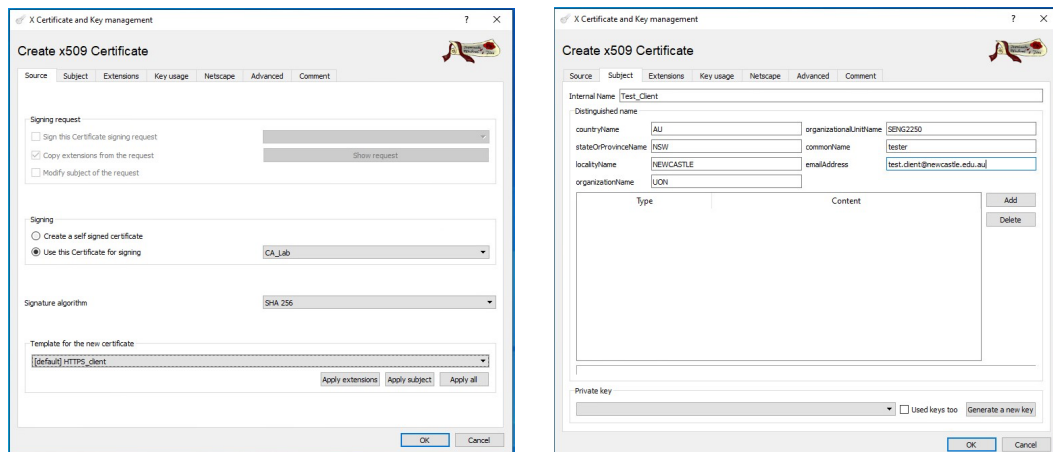 X Certificate and Key management
Create x509 Certificate
Source Subject Extensions Key usage Netscape Advanced Comment
Signing request
Sign this Certificate signing request
Copy extensions from the request Show request
Modify subject of the request
Signing
Create a self signed certificate
Use this Certificate for signing CA_Lab
Signature algorithm SHA 256
Template for the new certificate
[default] HTTPS_client
Apply extensions Apply subject Apply all
OK Cancel
X Certificate and Key management
Create x509 Certificate
Source Subject Extensions Key usage Netscape Advanced Comment
Internal Name Test_Client
Distinguished name
countryName AU organizationalUnitName SENG2250
stateOrProvinceName NSW commonName tester
localityName NEWCASTLE emailAddress test.client@newcastle.edu.au
organizationName UON
Type Content
Add
Delete
Private key
Used keys too Generate a new key
OK Cancel